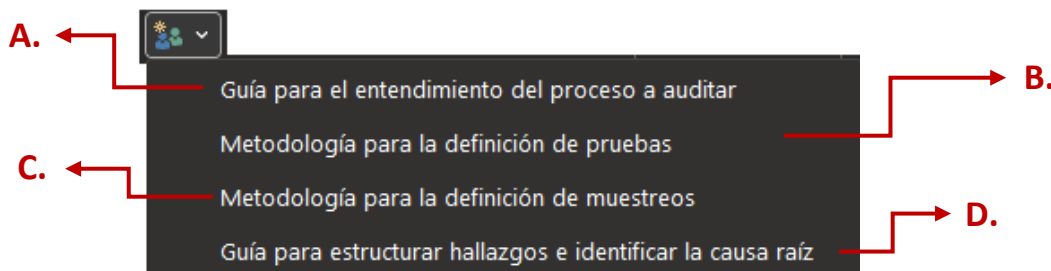 A.
Guía para el entendimiento del proceso a auditar
B.
Metodología para la definición de pruebas
C.
Metodología para la definición de muestreos
D.
Guía para estructurar hallazgos e identificar la causa raíz